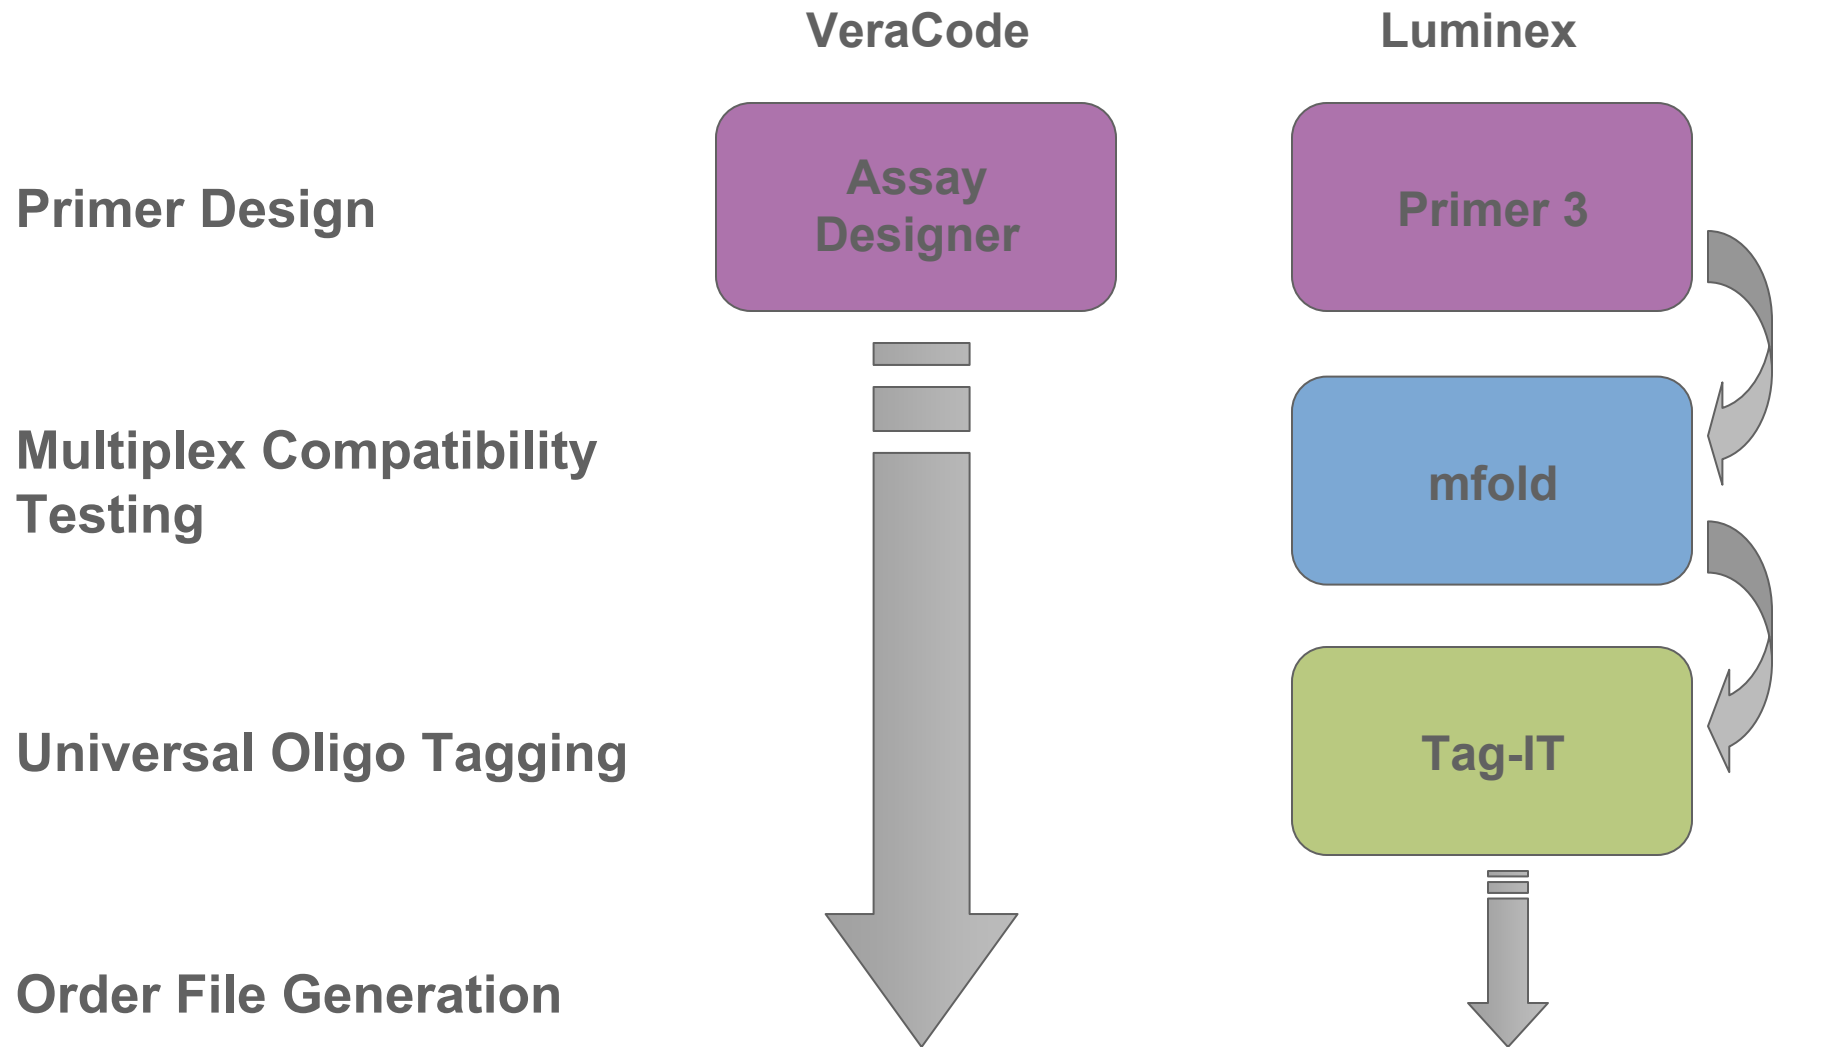 VeraCode
Luminex
Primer Design
Assay
Designer
Primer 3
Multiplex Compatibility
Testing
mfold
Universal Oligo Tagging
Tag-IT
Order File Generation